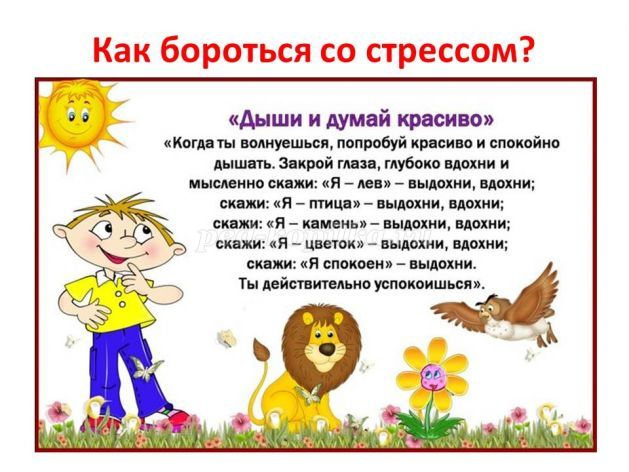 Как бороться со стрессом?
«Дыши и думай красиво»
«Когда ты волнуешься, попробуй красиво и спокойно
дышать. Закрой глаза, глубоко вдохни и
мысленно скажи: «Я – лев» – выдохни, вдохни;
скажи: «Я – птица» – выдохни, вдохни;
скажи: «Я – камень» – выдохни, вдохни;
скажи: «Я – цветок» – выдохни, вдохни;
скажи: «Я спокоен» – выдохни.
Ты действительно успокоишься».